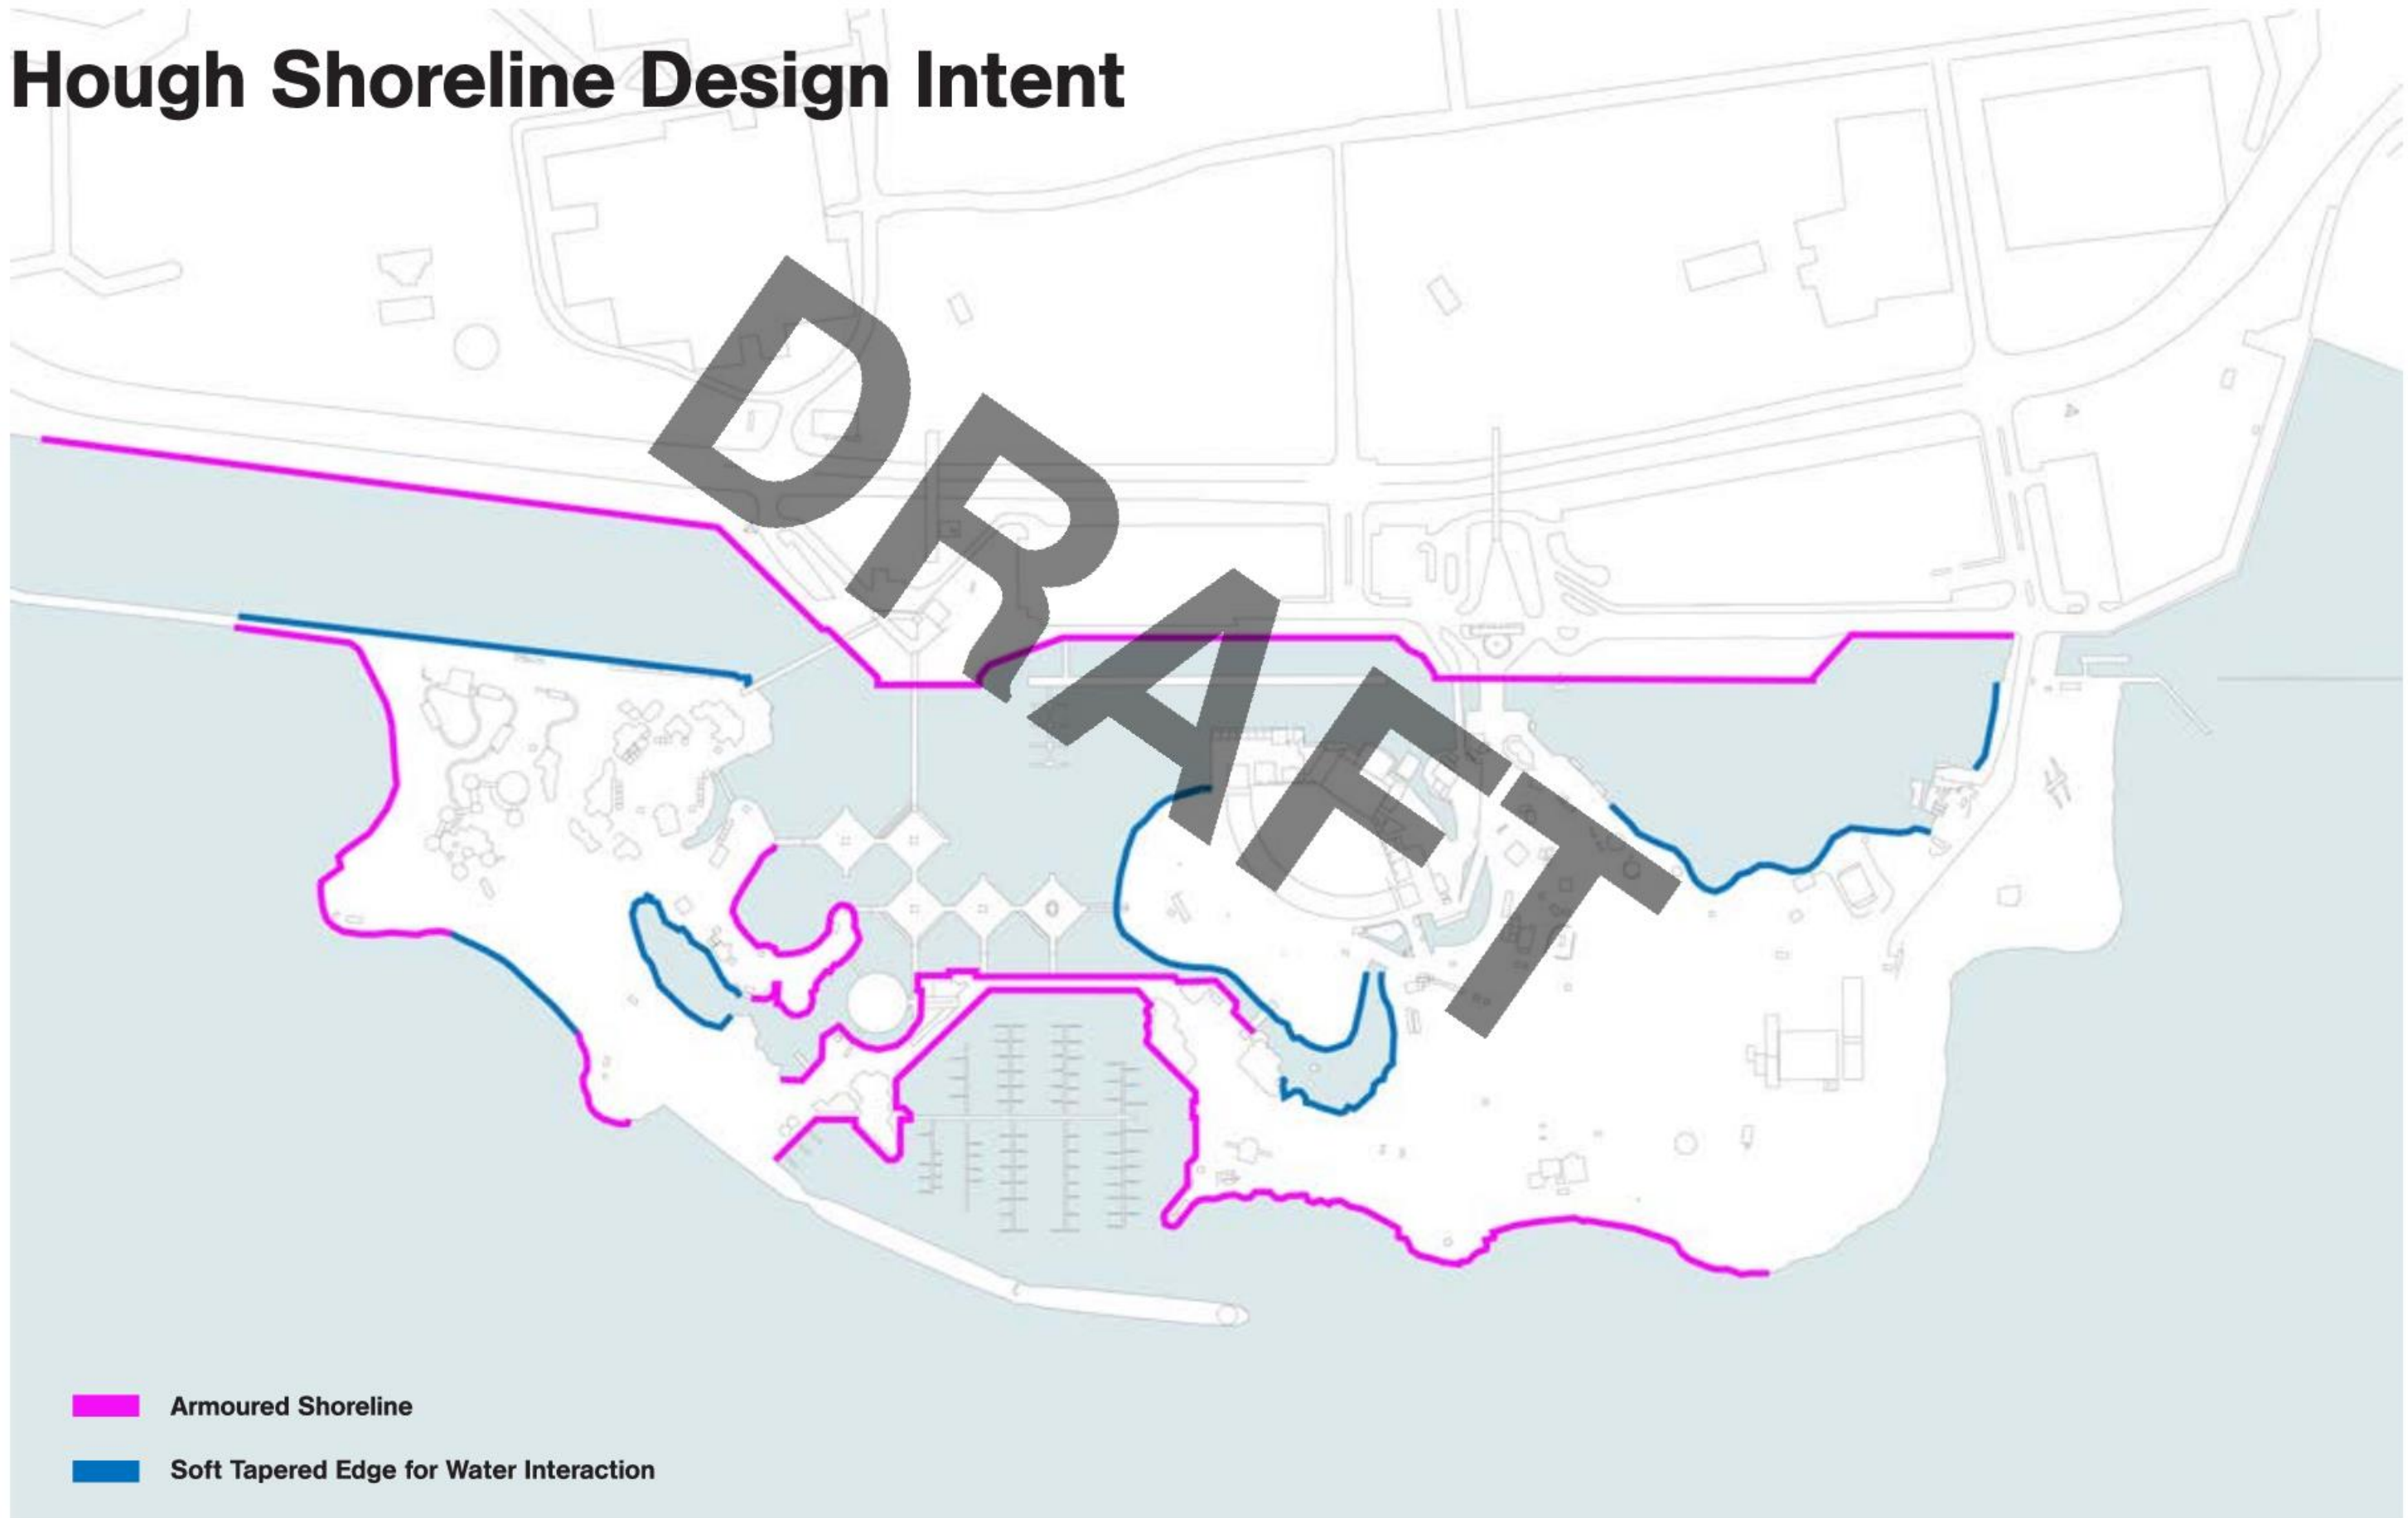 Hough Shoreline Design Intent
DRAFT
Armoured Shoreline
Soft Tapered Edge for Water Interaction